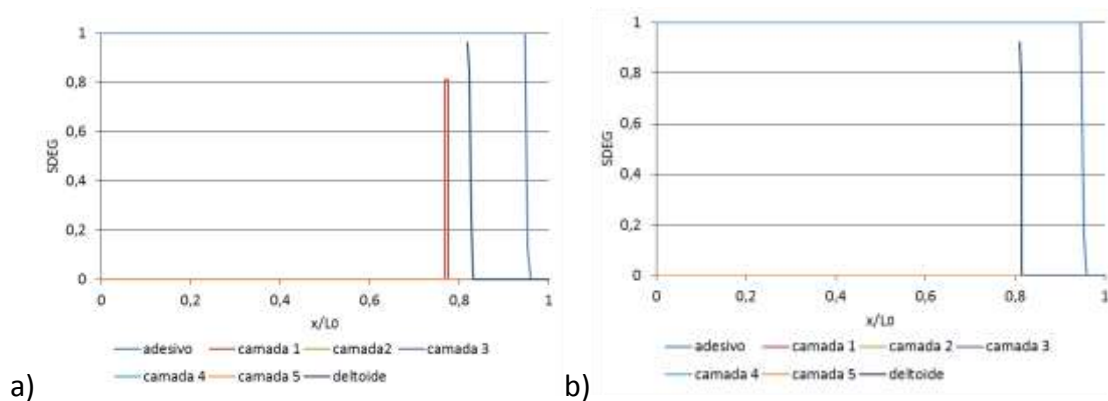 a)
SDEG
1
0,8
0,6
0,4
0,2
0
0 0,2 0,4 0,6 0,8 1
x/L0
adesivo camada 1 camada2 camada 3
camada 4 camada 5 deltoide
b)
SDEG
1
0,8
0,6
0,4
0,2
0
0 0,2 0,4 0,6 0,8 1
x/L0
adesivo camada 1 camada 2 camada 3
camada 4 camada 5 deltoide